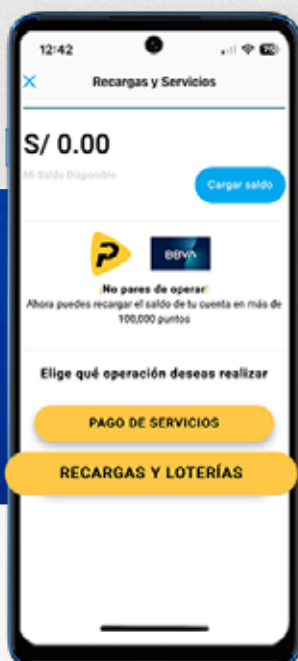 12:42
Recargas y Servicios
S/ 0.00
Mi Saldo Disponible
Cargar saldo
BBVA
¡No pares de operar!
Ahora puedes recargar el saldo de tu cuenta en más de
100,000 puntos
Elige qué operación deseas realizar
PAGO DE SERVICIOS
RECARGAS Y LOTERÍAS